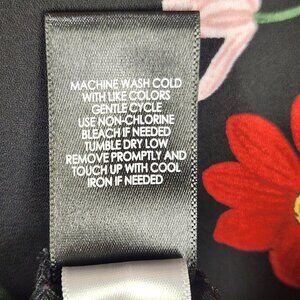 MACHINE WASH COLD
WITH LIKE COLORS
GENTLE CYCLE
USE NON-CHLORINE
BLEACH IF NEEDED
TUMBLE DRY LOW
REMOVE PROMPTLY AND
TOUCH UP WITH COOL
IRON IF NEEDED